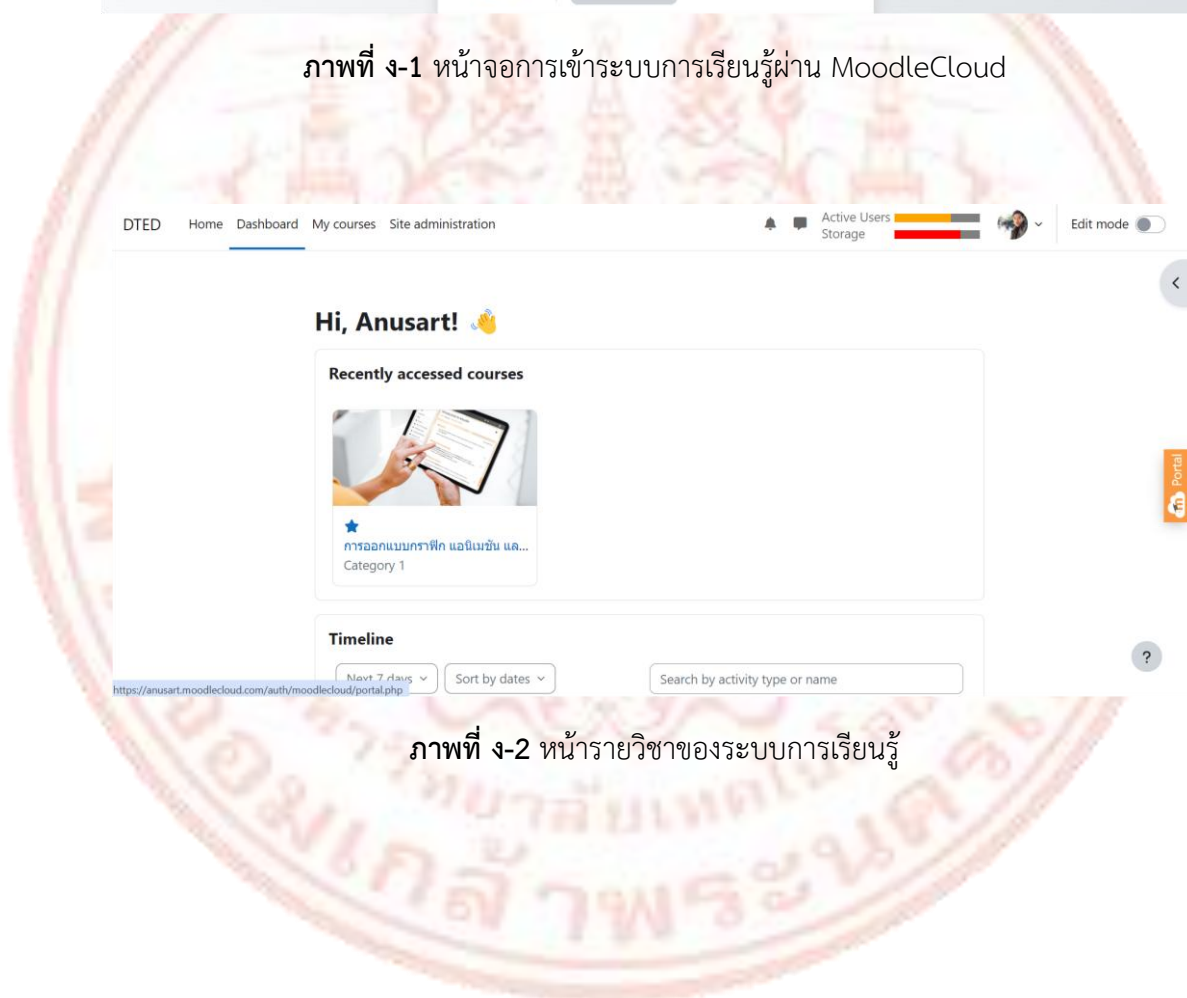 ภาพที่ ง-1 หน้าจอการเข้าระบบการเรียนรู้ผ่าน MoodleCloud
DTED Home Dashboard My courses Site administration Active Users Storage Edit mode
Hi, Anusart! 👋
Recently accessed courses
การออกแบบกราฟิก แอนิเมชัน แล...
Category 1
Portal
Timeline
Next 7 days Sort by dates Search by activity type or name
?
https://anusart.moodlecloud.com/auth/moodlecloud/portal.php
ภาพที่ ง-2 หน้ารายวิชาของระบบการเรียนรู้